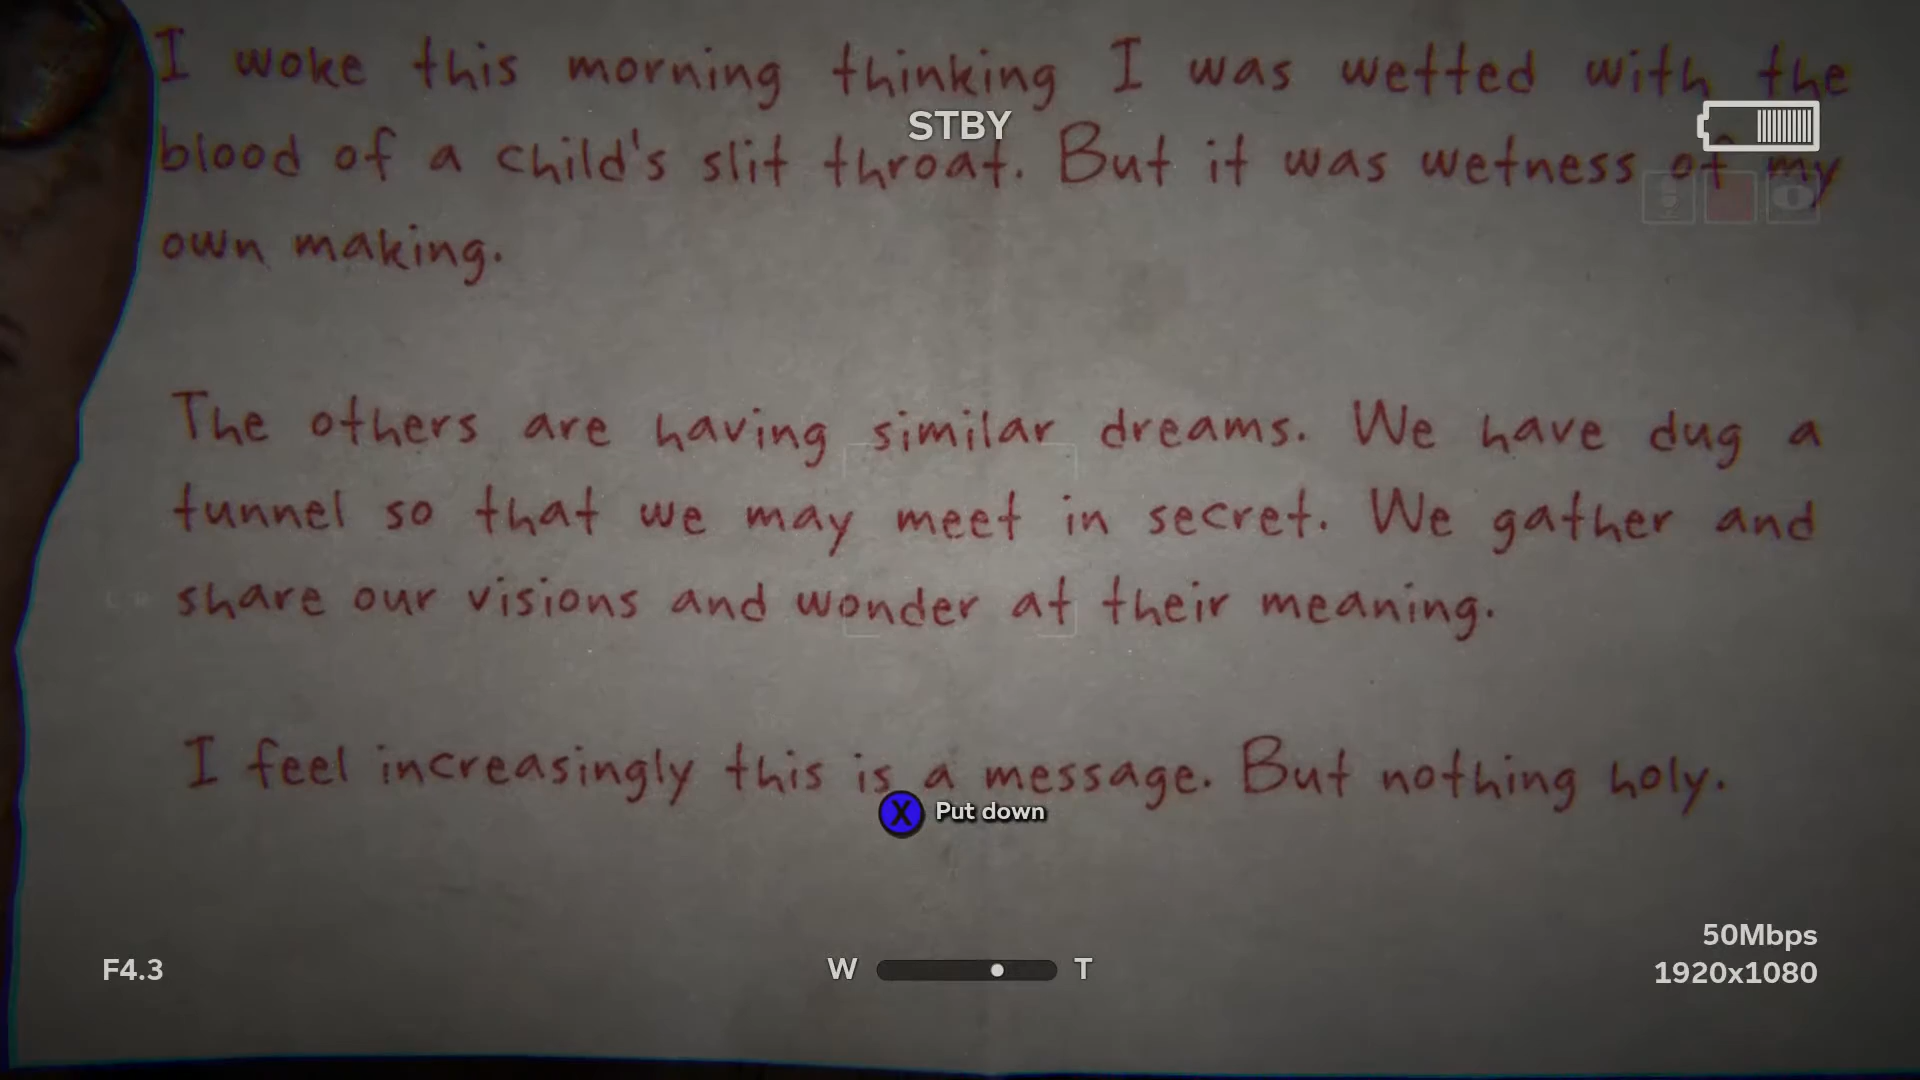 I woke this morning thinking I was wetted with the
STBY
blood of a child's slit throat. But it was wetness of my
own making.
The others are having similar dreams. We have dug a
tunnel so that we may meet in secret. We gather and
share our visions and wonder at their meaning.
I feel increasingly this is a message. But nothing holy.
X Put down
50Mbps
F4.3
W T
1920x1080